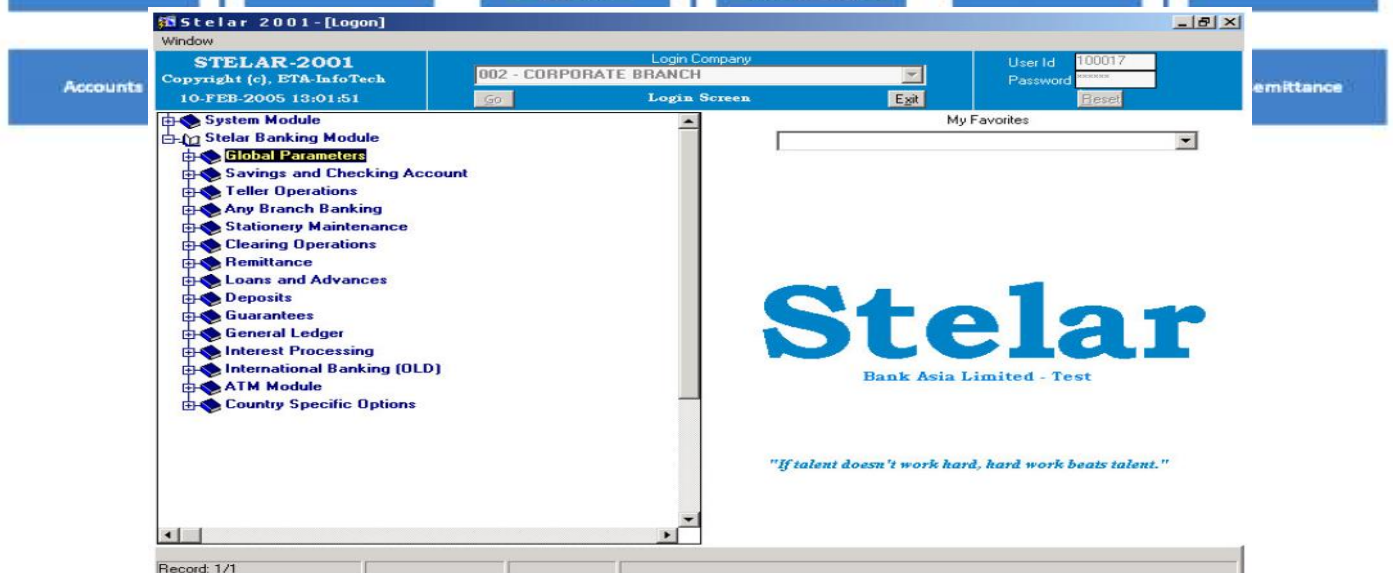 Stelar 2001-[Logon]
Window
STELAR-2001
Copyright (c), ETA-InfoTech
10-FEB-2005 13:01:51
Login Company
002 - CORPORATE BRANCH
Go
Login Screen
Exit
User Id 100017
Password ******
Reset
Accounts
emittance
System Module
Stelar Banking Module
Global Parameters
Savings and Checking Account
Teller Operations
Any Branch Banking
Stationery Maintenance
Clearing Operations
Remittance
Loans and Advances
Deposits
Guarantees
General Ledger
Interest Processing
International Banking (OLD)
ATM Module
Country Specific Options
My Favorites
Stelar
Bank Asia Limited - Test
"If talent doesn't work hard, hard work beats talent."
Record: 1/1